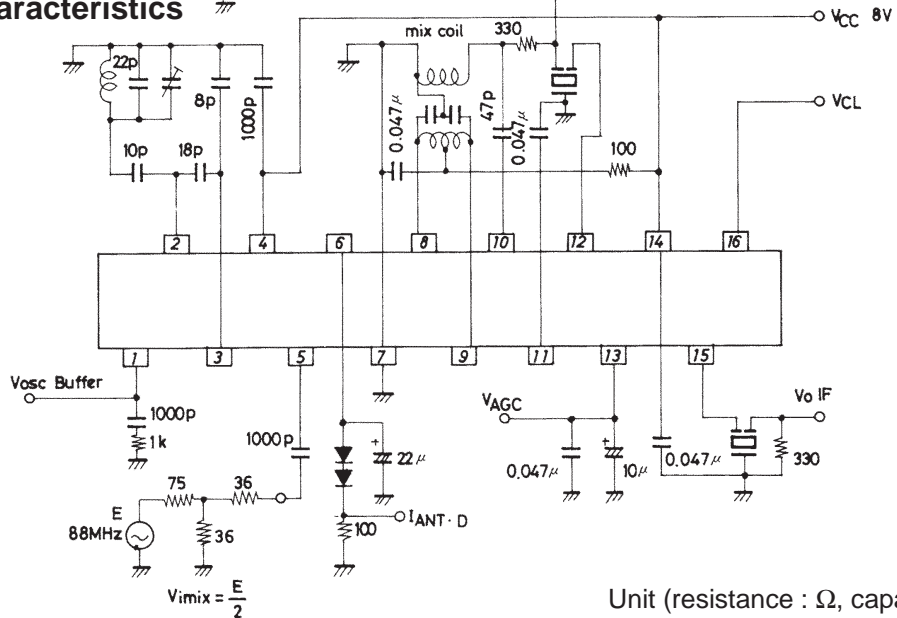 aracteristics
VCC 8V
mix coil
330
22p
8p
1000p
0.047μ
47p
0.047μ
VCL
10p
18p
100
2
4
6
8
10
12
14
16
1
3
5
7
9
11
13
15
Vosc Buffer
1000p
1k
1000p
22μ
VAGC
0.047μ
10μ
0.047μ
Vo IF
330
75
36
E
88MHz
36
100
IANT·D
Vimix = E/2
Unit (resistance : Ω, capa